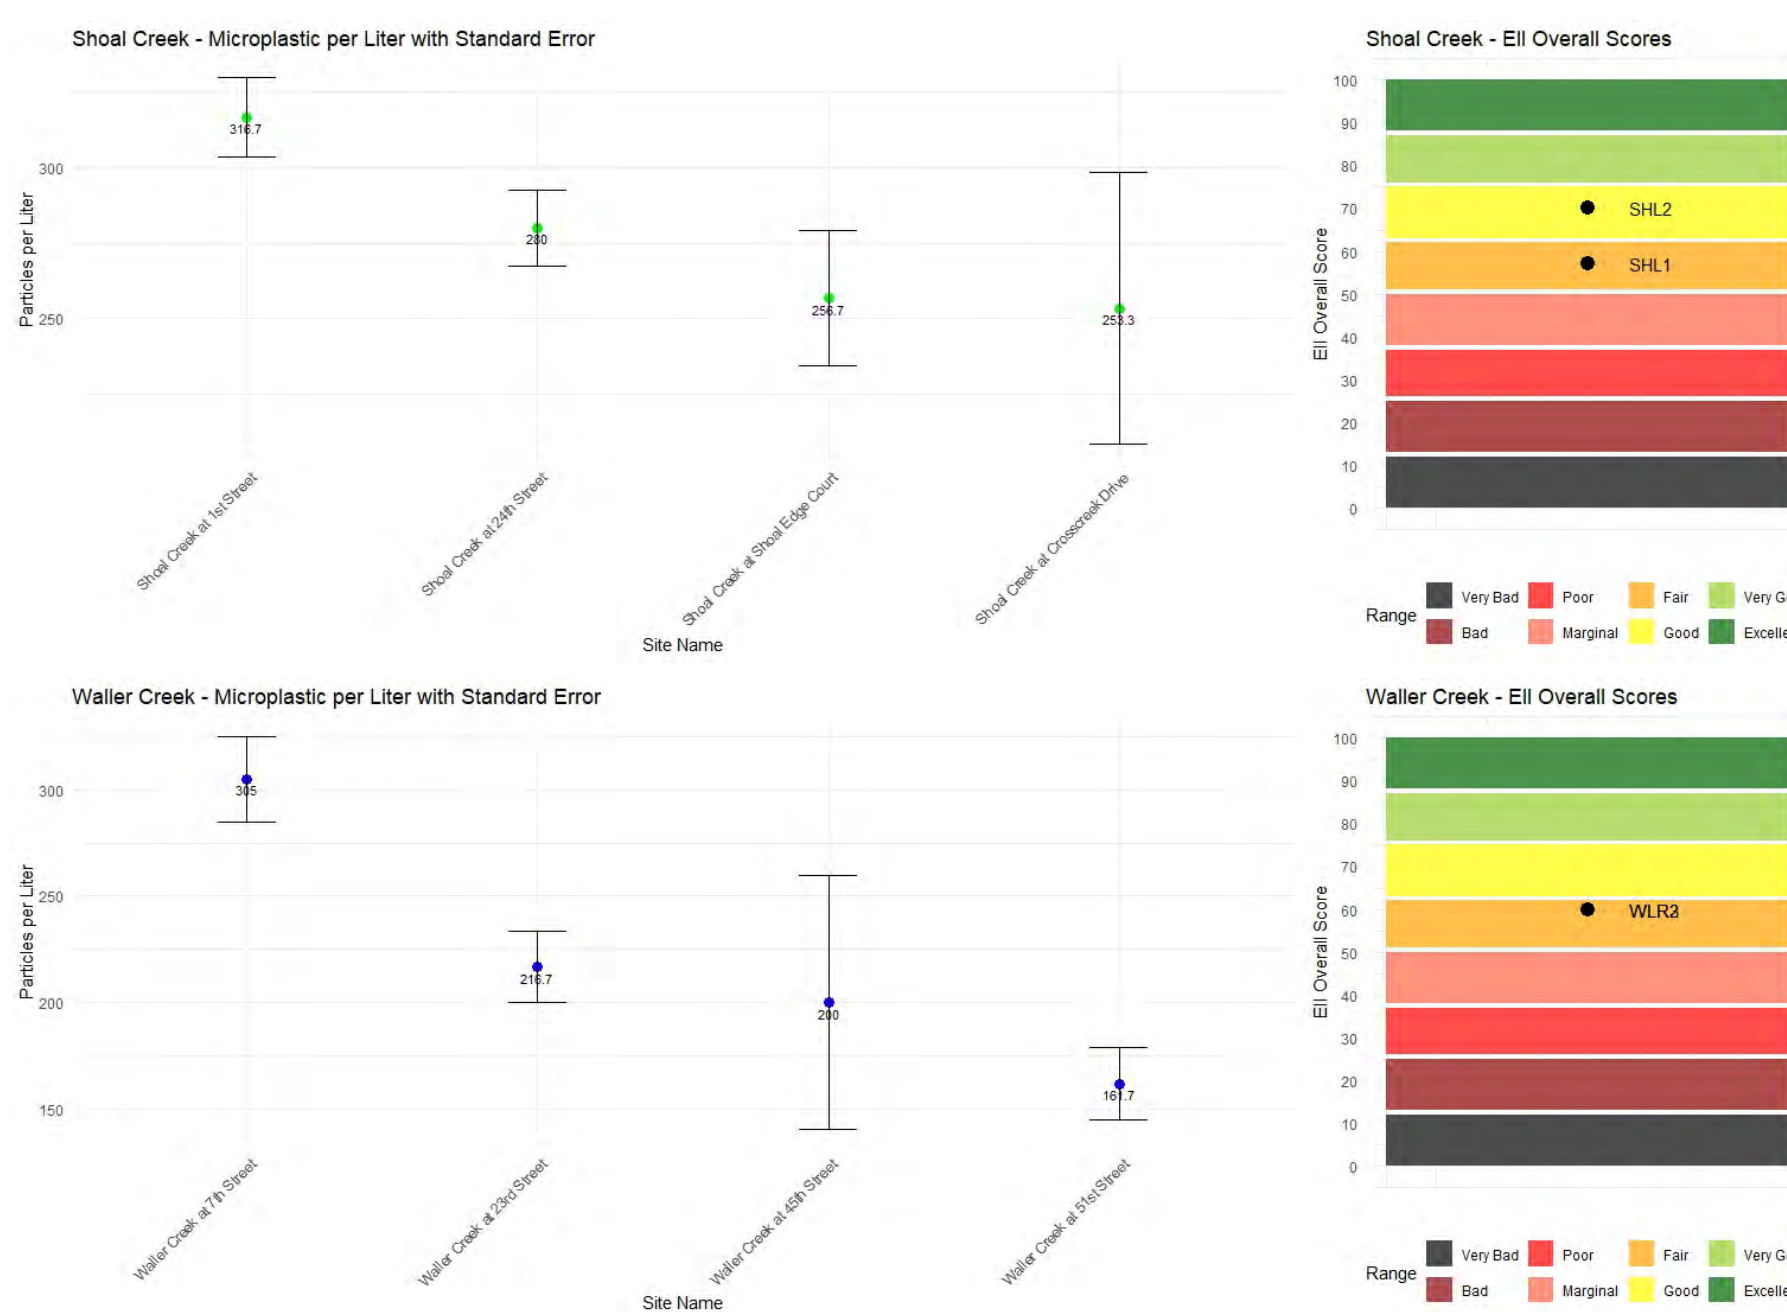 Shoal Creek - Microplastic per Liter with Standard Error
Particles per Liter
300
250
316.7
280
256.7
253.3
Shoal Creek at 1st Street
Shoal Creek at 24th Street
Shoal Creek at Shoal Edge Court
Shoal Creek at Crosscreek Drive
Site Name
Shoal Creek - EII Overall Scores
EII Overall Score
100
90
80
70
60
50
40
30
20
10
0
SHL2
SHL1
Range
Very Bad
Poor
Fair
Very G
Bad
Marginal
Good
Excelle
Waller Creek - Microplastic per Liter with Standard Error
Particles per Liter
300
250
200
150
305
216.7
200
161.7
Waller Creek at 7th Street
Waller Creek at 23rd Street
Waller Creek at 45th Street
Waller Creek at 51st Street
Site Name
Waller Creek - EII Overall Scores
EII Overall Score
100
90
80
70
60
50
40
30
20
10
0
Range
Very Bad
Poor
Fair
Very G
Bad
Marginal
Good
Excelle